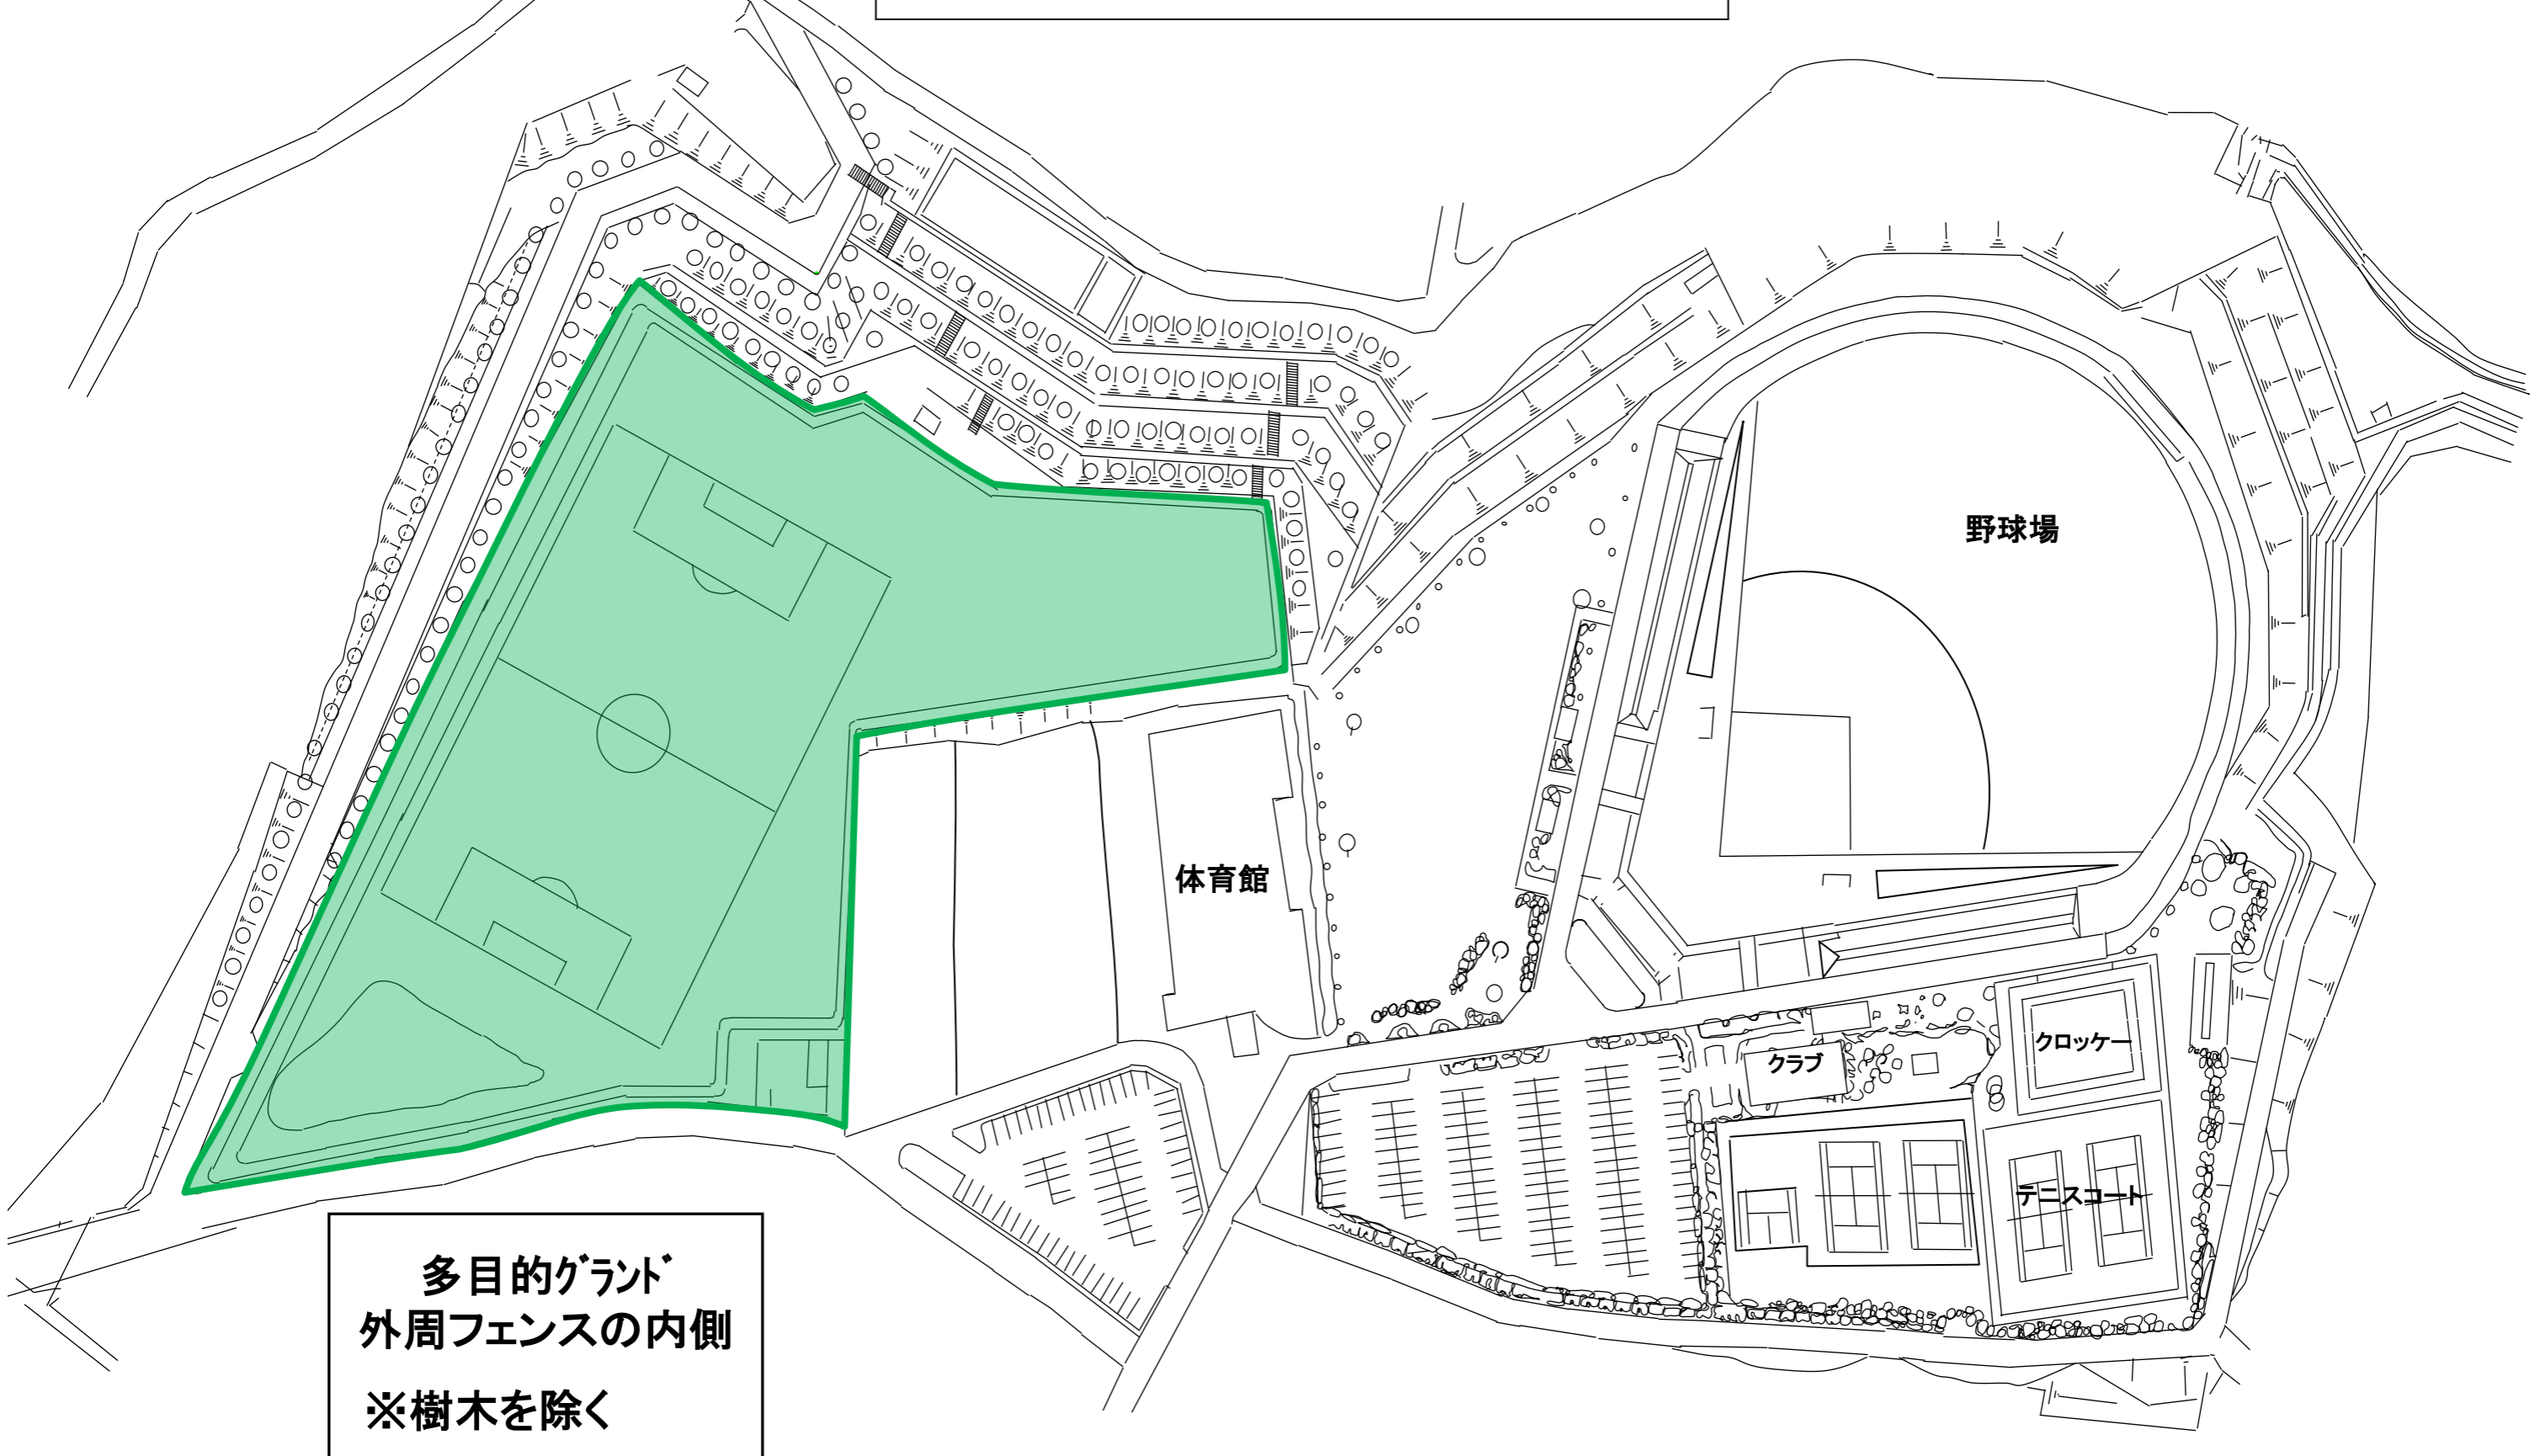 野球場
体育館
クロッケー
クラブ
テニスコート
多目的グランド
外周フェンスの内側
※樹木を除く